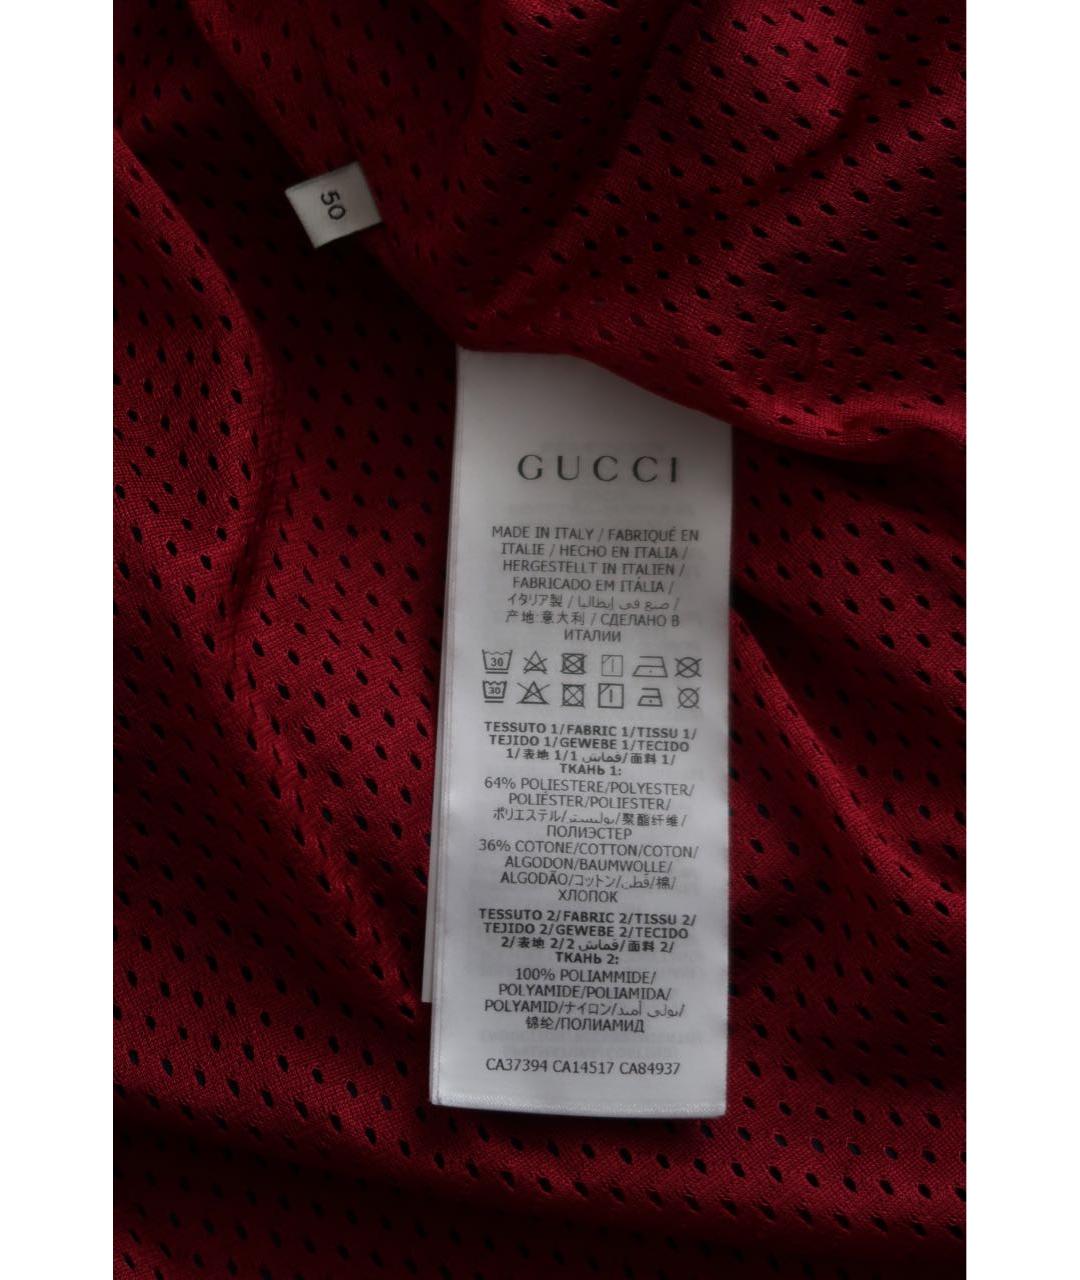 50
GUCCI
MADE IN ITALY / FABRIQUÉ EN
ITALIE / HECHO EN ITALIA /
HERGESTELLT IN ITALIEN /
FABRICADO EM ITÁLIA /
イタリア製 / صنع في إيطاليا /
产地:意大利 / СДЕЛАНО В
ИТАЛИИ
30
30
TESSUTO 1/FABRIC 1/TISSU 1/
TEJIDO 1/GEWEBE 1/TECIDO
1/表地 1/قماش 1/面料 1/
ТКАНЬ 1:
64% POLIESTERE/POLYESTER/
POLIÉSTER/POLIESTER/
ポリエステル/بوليستر/聚酯纤维/
ПОЛИЭСТЕР
36% COTONE/COTTON/COTON/
ALGODON/BAUMWOLLE/
ALGODÃO/コットン/قطن/棉/
ХЛОПОК
TESSUTO 2/FABRIC 2/TISSU 2/
TEJIDO 2/GEWEBE 2/TECIDO
2/表地 2/قماش 2/面料 2/
ТКАНЬ 2:
100% POLIAMMIDE/
POLYAMIDE/POLIAMIDA/
POLYAMID/ナイロン/بولي أميد/
锦纶/ПОЛИАМИД
CA37394 CA14517 CA84937